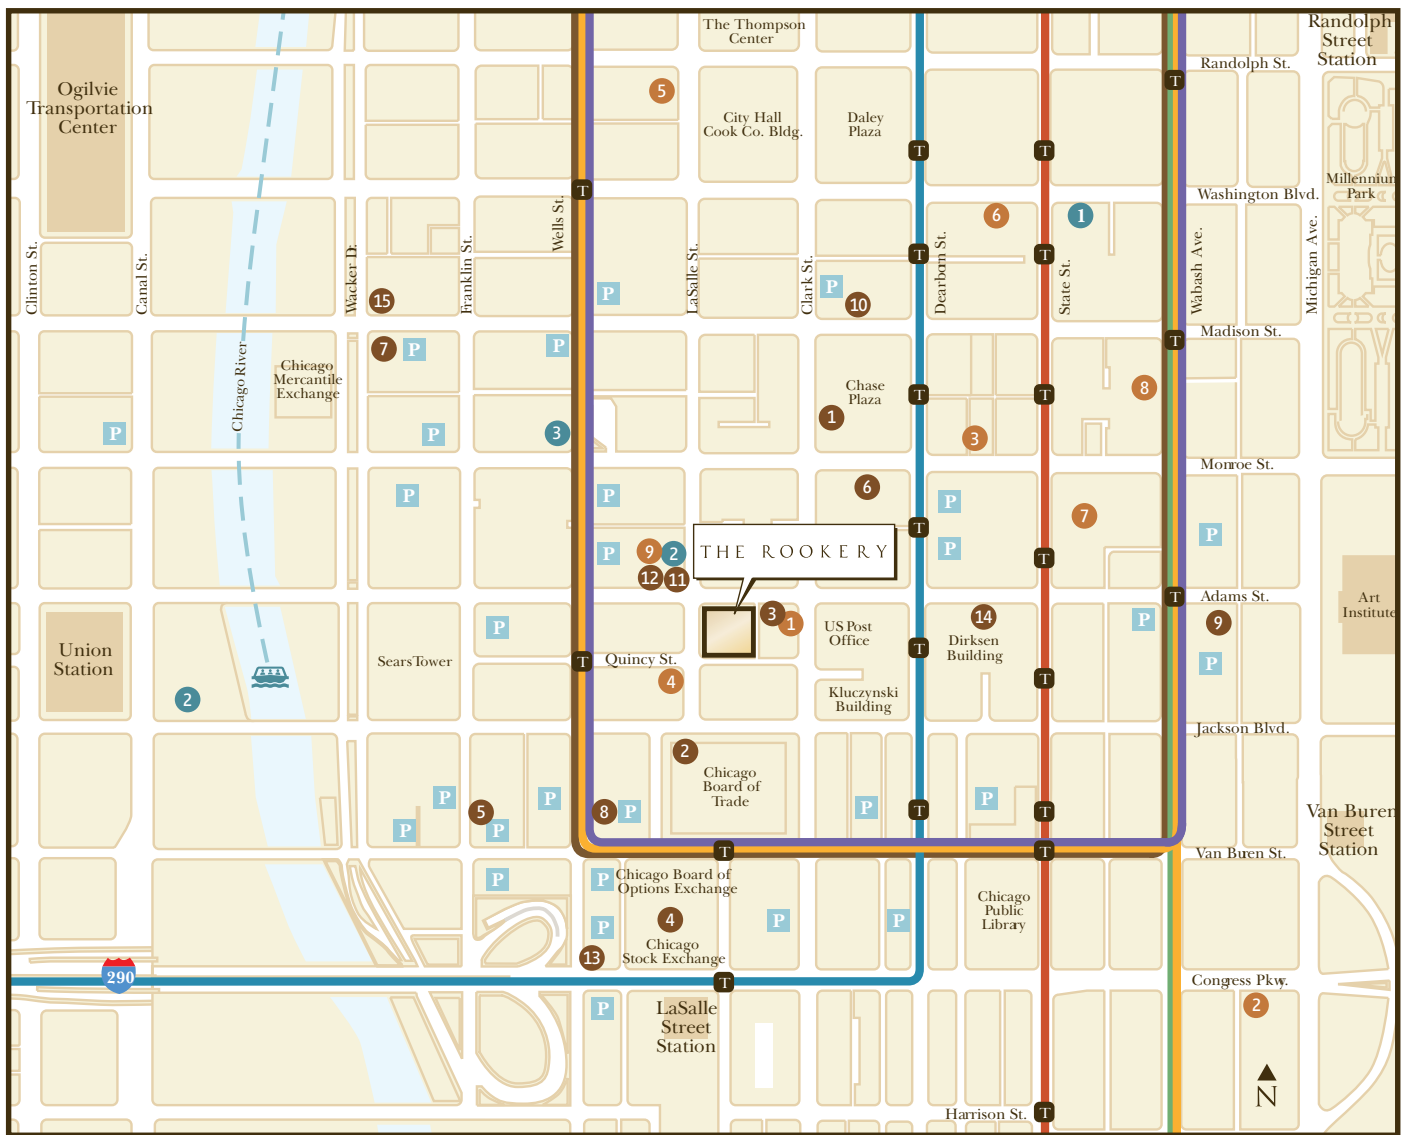 The Thompson
Center
Randolph
Street
Station
Randolph St.
Ogilvie
Transportation
Center
5
City Hall
Cook Co. Bldg.
Daley
Plaza
T
T
T
Millennium
Park
Washington Blvd.
T
6
1
Clinton St.
Canal St.
Wacker Dr.
Franklin St.
Wells St.
LaSalle St.
Clark St.
Dearborn St.
State St.
Wabash Ave.
Michigan Ave.
T
T
15
P
P
10
Madison St.
T
7
P
P
Chicago River
Chicago
Mercantile
Exchange
Chase
Plaza
8
T
T
1
P
P
3
3
Monroe St.
P
P
6
P
7
T
P
P
9
2
THE ROOKERY
P
T
12
11
Adams St.
T
Art
Institute
3
1
14
P
9
P
US Post
Office
Dirksen
Building
T
Union
Station
Sears Tower
T
Quincy St.
P
4
T
2
Kluczynski
Building
Jackson Blvd.
2
Chicago
Board of
Trade
P
P
5
P
P
8
P
P
T
P
T
Van Buren
Street
Station
T
T
Van Buren St.
P
P
Chicago Board of
Options Exchange
Chicago
Public
Library
P
4
P
P
Chicago
Stock Exchange
13
290
T
Congress Pkwy.
P
LaSalle
Street
Station
2
N
Harrison St.
T